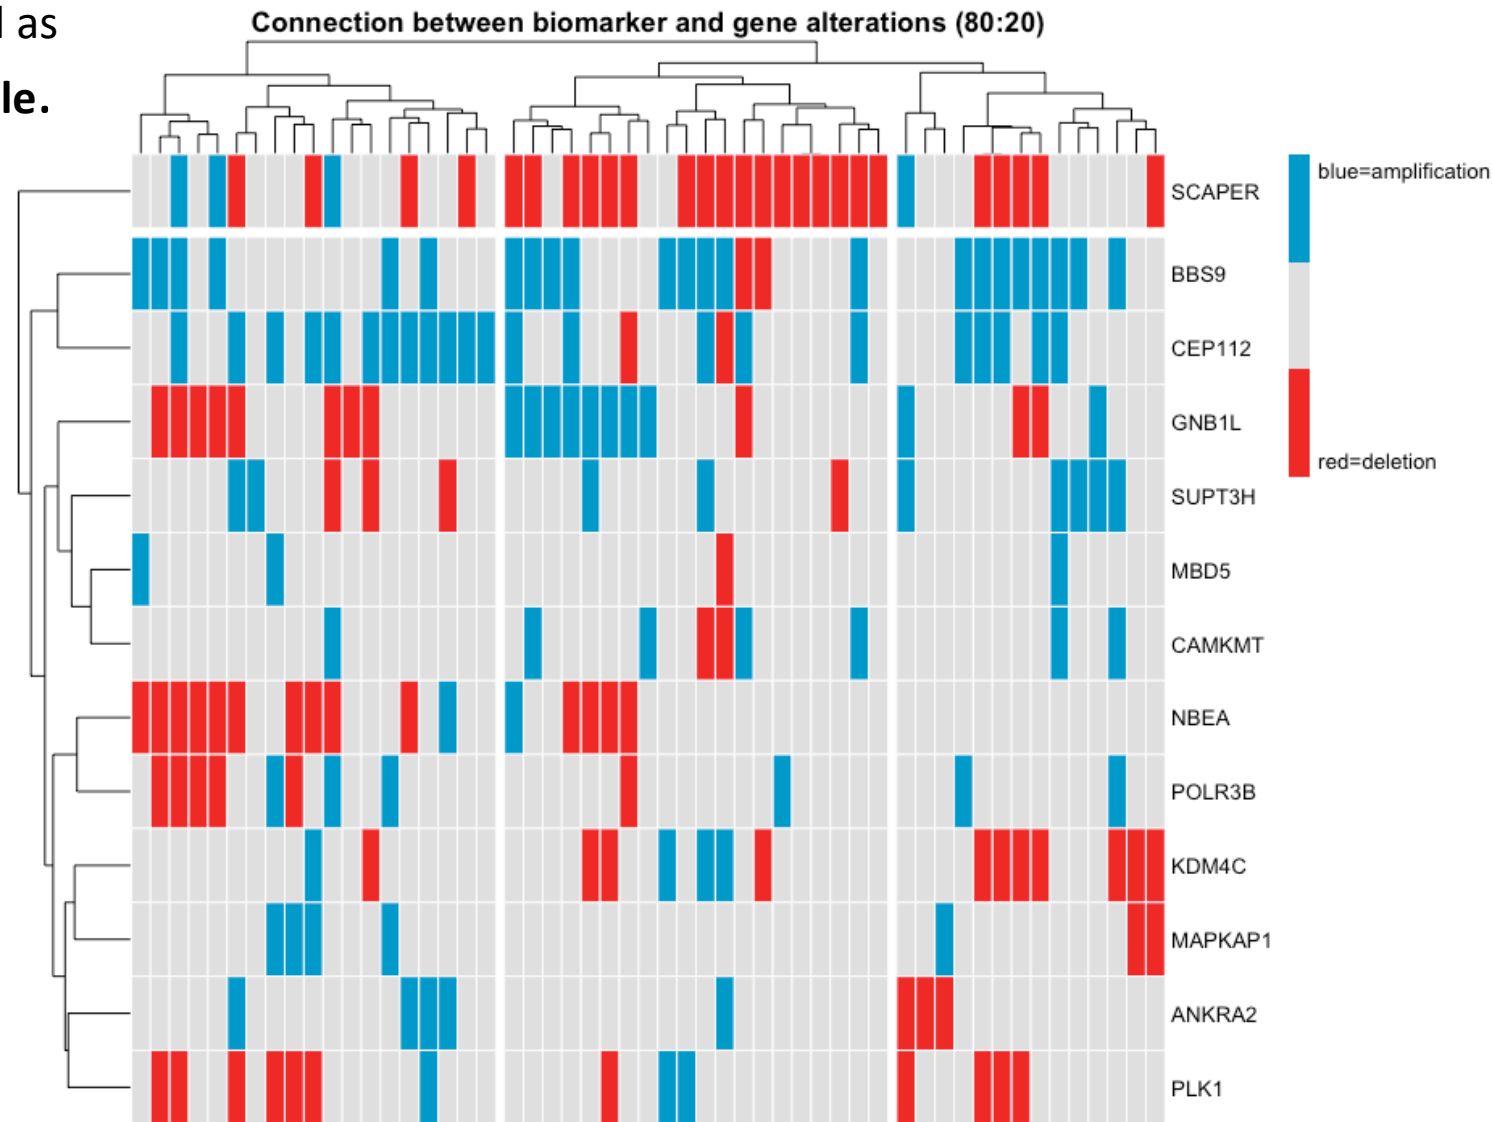 d as
le.
Connection between biomarker and gene alterations (80:20)
blue=amplification
red=deletion
SCAPER
BBS9
CEP112
GNB1L
SUPT3H
MBD5
CAMKMT
NBEA
POLR3B
KDM4C
MAPKAP1
ANKRA2
PLK1